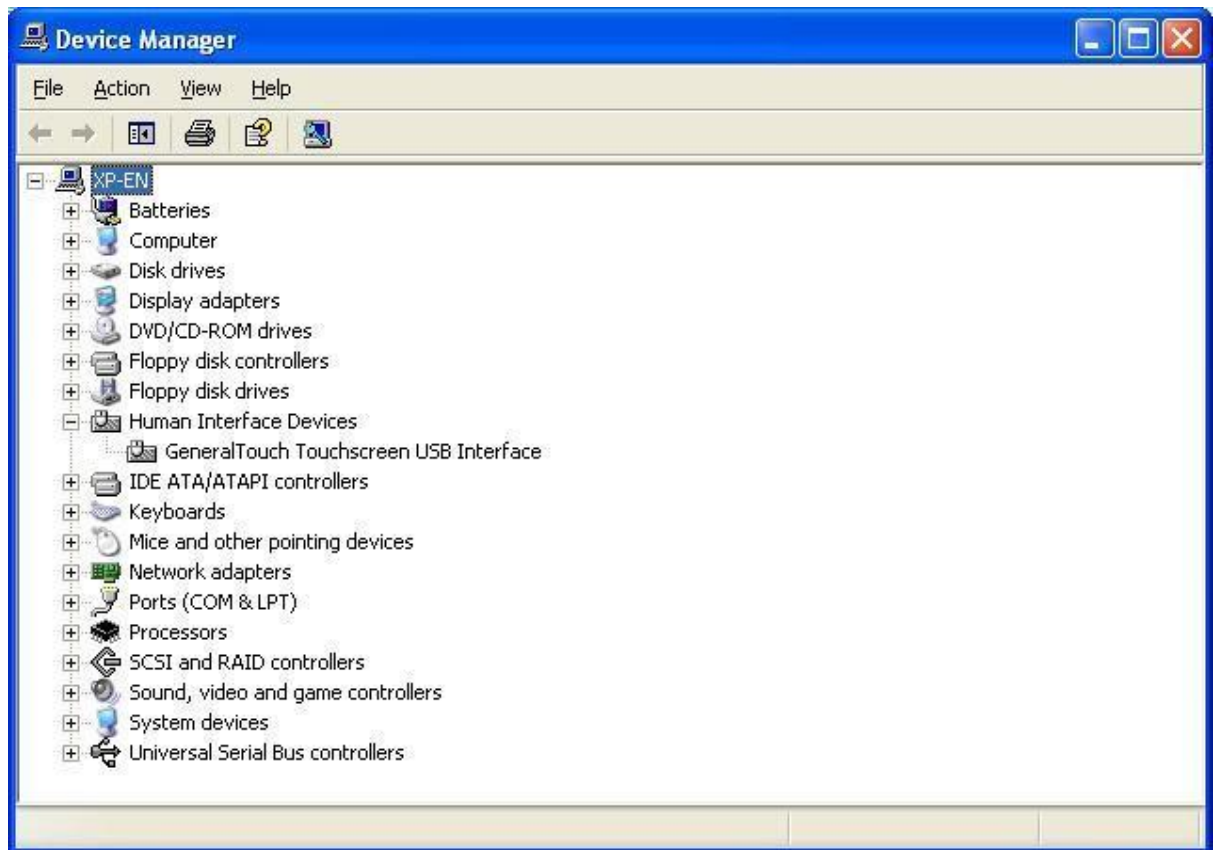 Device Manager
File Action View Help
XP-EN
Batteries
Computer
Disk drives
Display adapters
DVD/CD-ROM drives
Floppy disk controllers
Floppy disk drives
Human Interface Devices
GeneralTouch Touchscreen USB Interface
IDE ATA/ATAPI controllers
Keyboards
Mice and other pointing devices
Network adapters
Ports (COM & LPT)
Processors
SCSI and RAID controllers
Sound, video and game controllers
System devices
Universal Serial Bus controllers